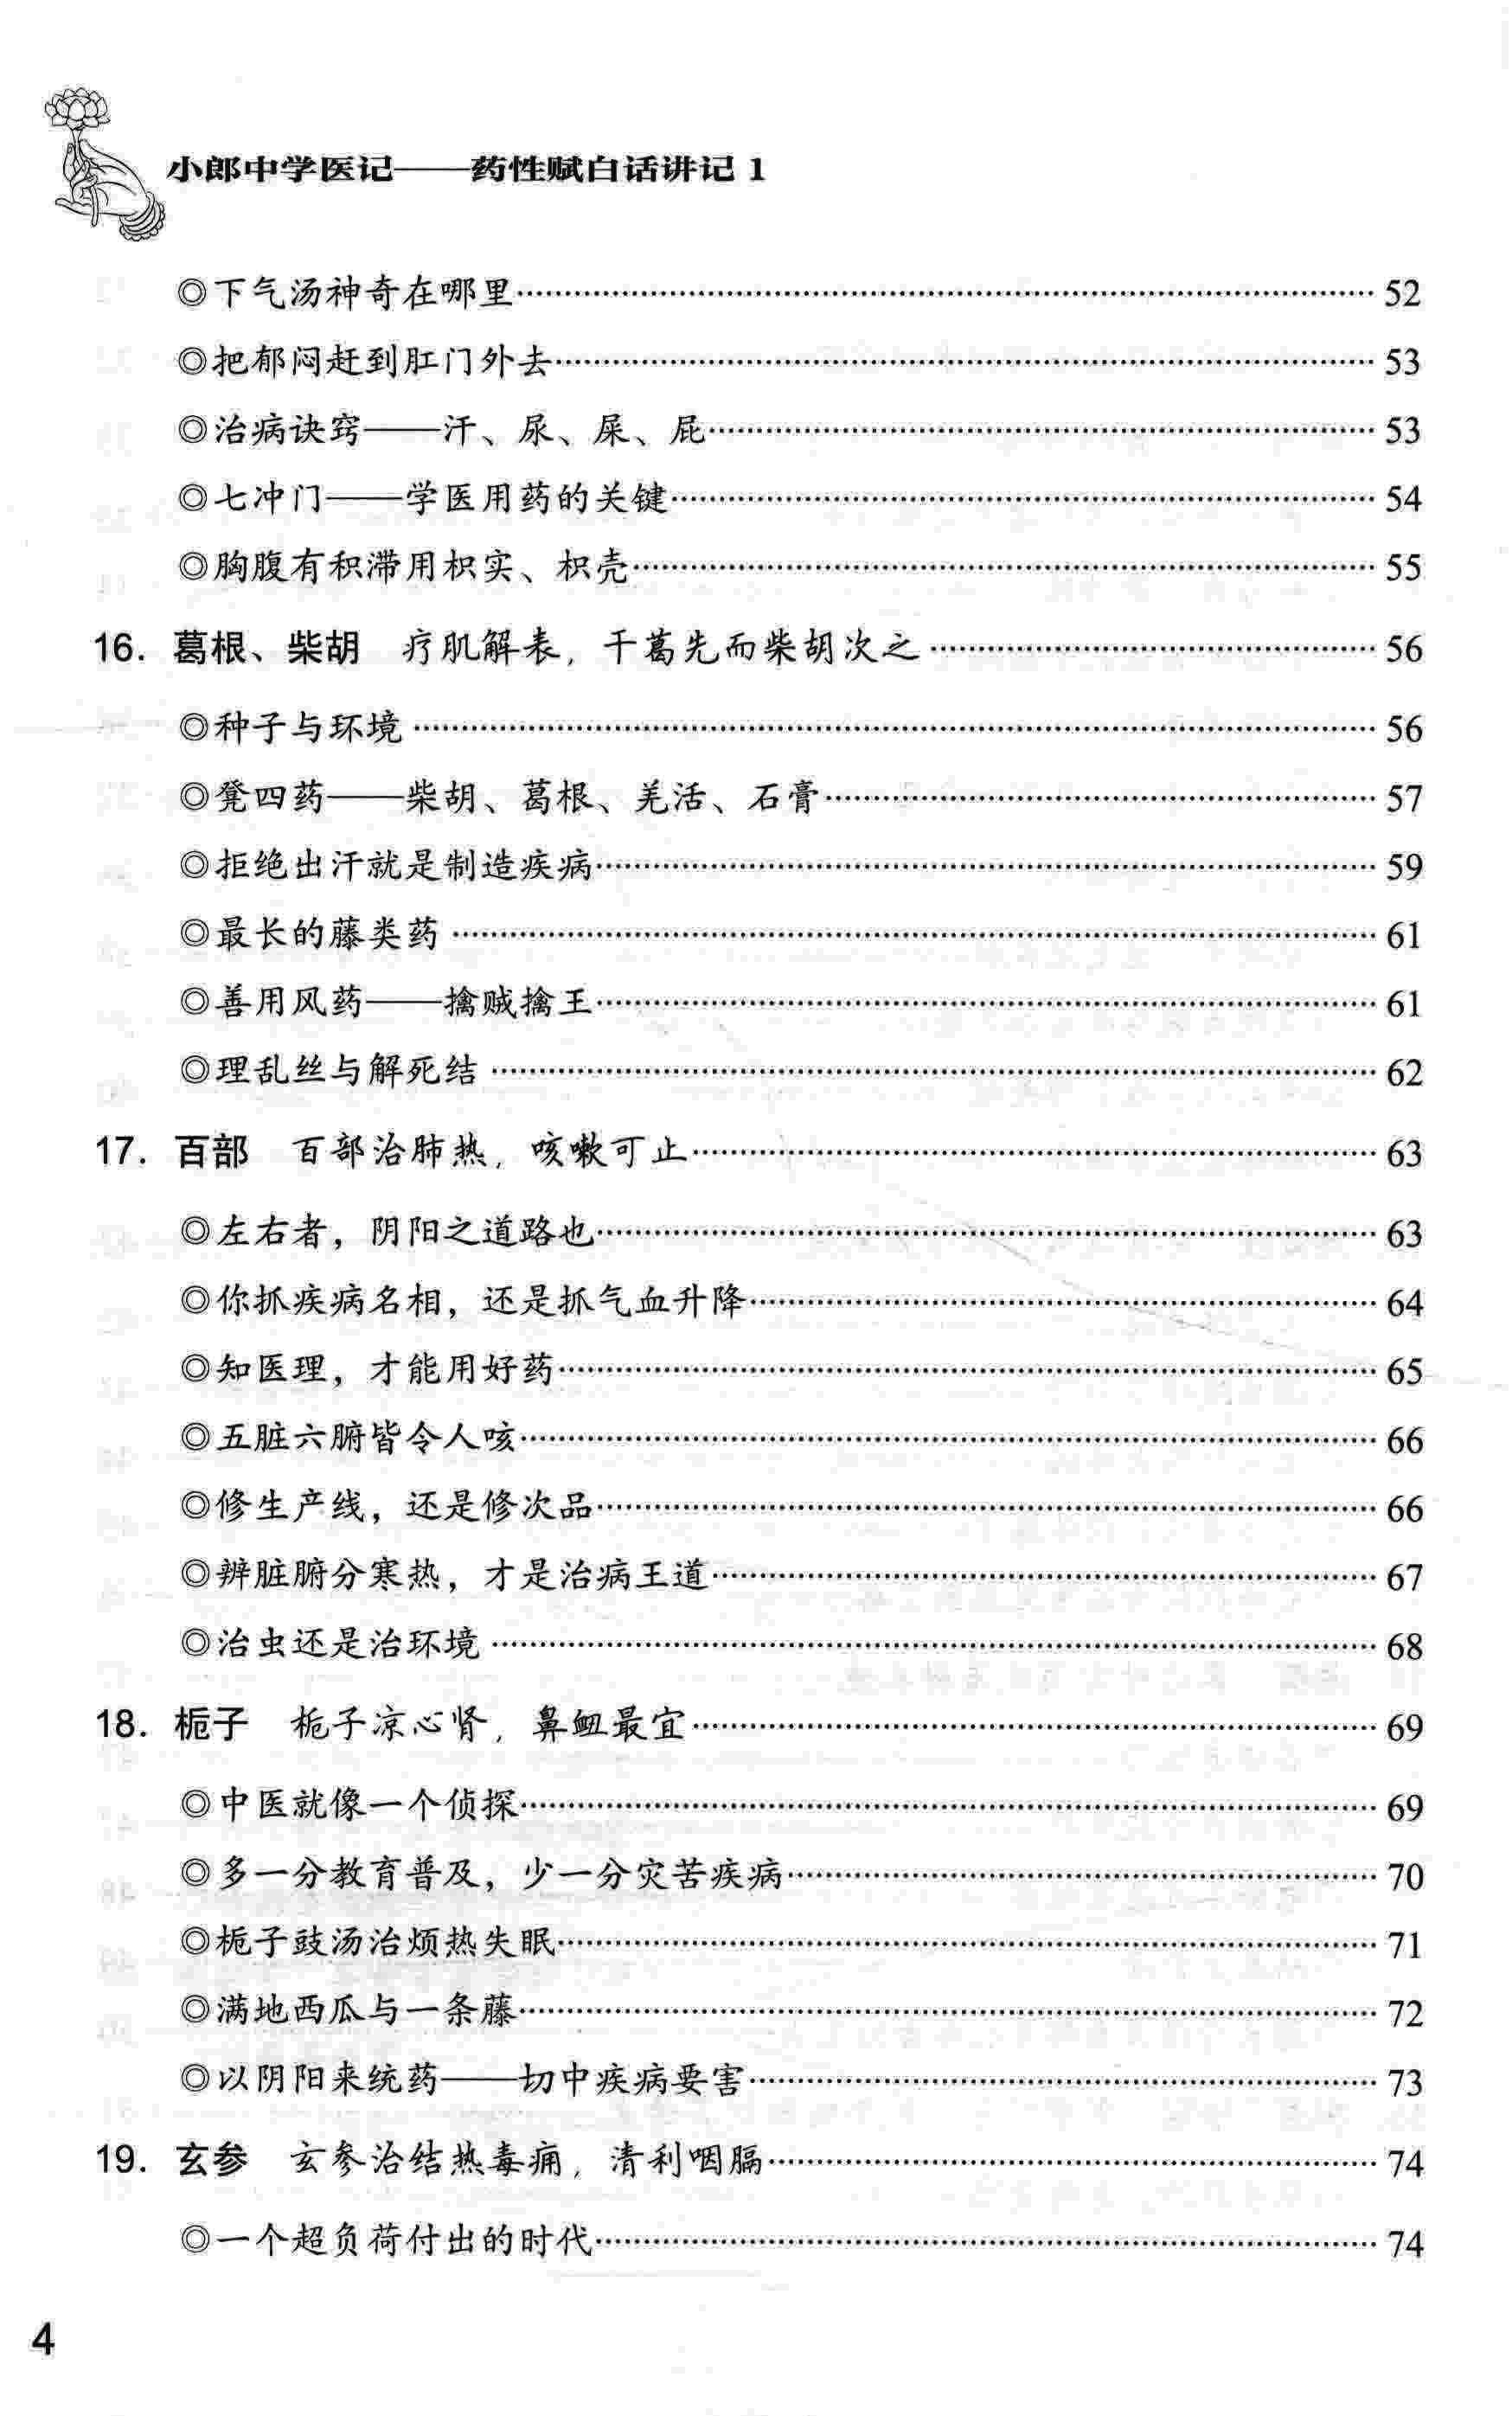 小郎中学医记——药性赋白话讲记 1
◎下气汤神奇在哪里 52
◎把郁闷赶到肛门外去 53
◎治病诀窍——汗、尿、屎、屁 53
◎七冲门——学医用药的关键 54
◎胸腹有积滞用枳实、枳壳 55
16. 葛根、柴胡 疗肌解表，干葛先而柴胡次之 56
◎种子与环境 56
◎凳四药——柴胡、葛根、羌活、石膏 57
◎拒绝出汗就是制造疾病 59
◎最长的藤类药 61
◎善用风药——擒贼擒王 61
◎理乱丝与解死结 62
17. 百部 百部治肺热，咳嗽可止 63
◎左右者，阴阳之道路也 63
◎你抓疾病名相，还是抓气血升降 64
◎知医理，才能用好药 65
◎五脏六腑皆令人咳 66
◎修生产线，还是修次品 66
◎辨脏腑分寒热，才是治病王道 67
◎治虫还是治环境 68
18. 栀子 栀子凉心肾，鼻衄最宜 69
◎中医就像一个侦探 69
◎多一分教育普及，少一分灾苦疾病 70
◎栀子豉汤治烦热失眠 71
◎满地西瓜与一条藤 72
◎以阴阳来统药——切中疾病要害 73
19. 玄参 玄参治结热毒痈，清利咽膈 74
◎一个超负荷付出的时代 74
4